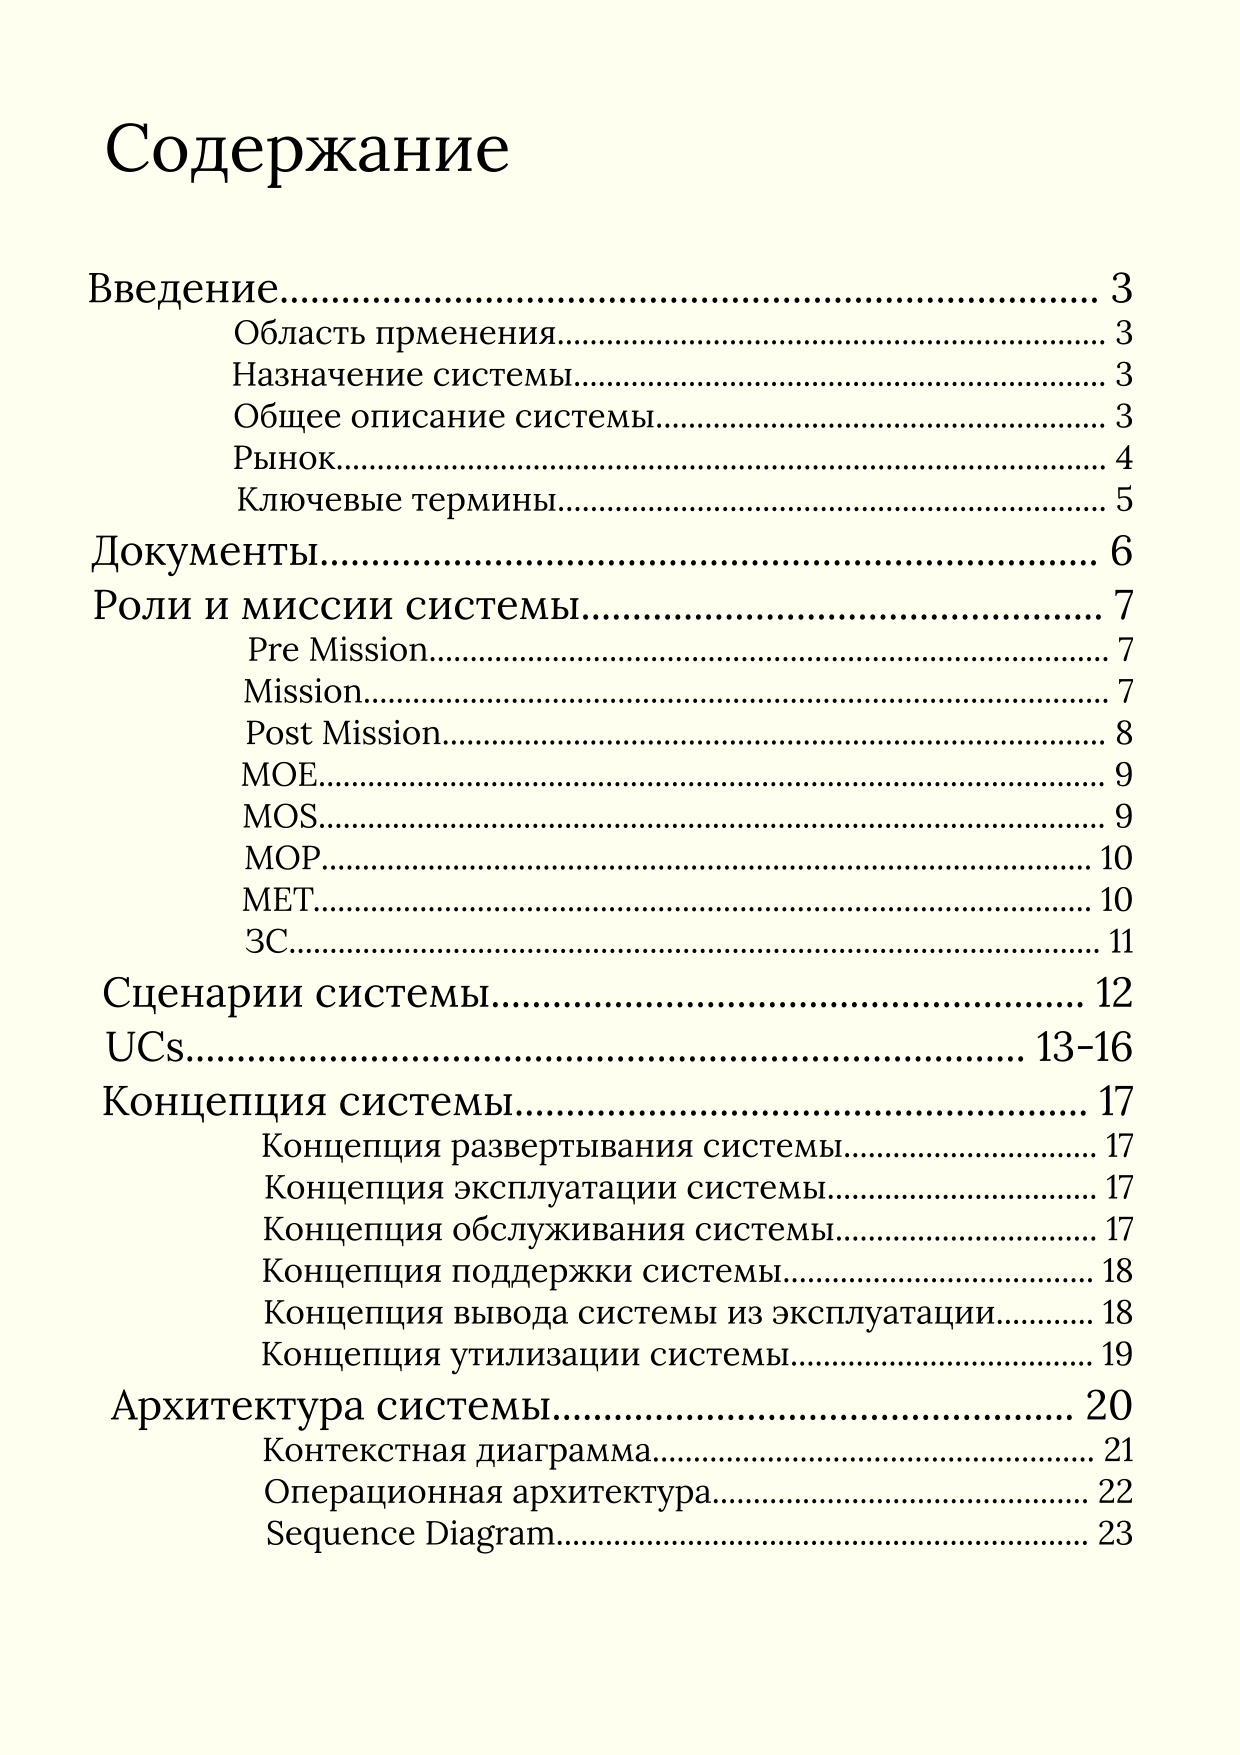 Содержание
Введение................................................................................ 3
Область прменения................................................................... 3
Назначение системы................................................................. 3
Общее описание системы....................................................... 3
Рынок.............................................................................................. 4
Ключевые термины................................................................... 5
Документы............................................................................ 6
Роли и миссии системы................................................... 7
Pre Mission................................................................................... 7
Mission........................................................................................... 7
Post Mission................................................................................. 8
MOE................................................................................................ 9
MOS................................................................................................ 9
MOP.............................................................................................. 10
MET............................................................................................... 10
ЗС................................................................................................... 11
Сценарии системы.......................................................... 12
UCs.................................................................................. 13-16
Концепция системы........................................................ 17
Концепция развертывания системы............................... 17
Концепция эксплуатации системы................................. 17
Концепция обслуживания системы................................ 17
Концепция поддержки системы...................................... 18
Концепция вывода системы из эксплуатации............ 18
Концепция утилизации системы..................................... 19
Архитектура системы................................................... 20
Контекстная диаграмма...................................................... 21
Операционная архитектура.............................................. 22
Sequence Diagram................................................................. 23